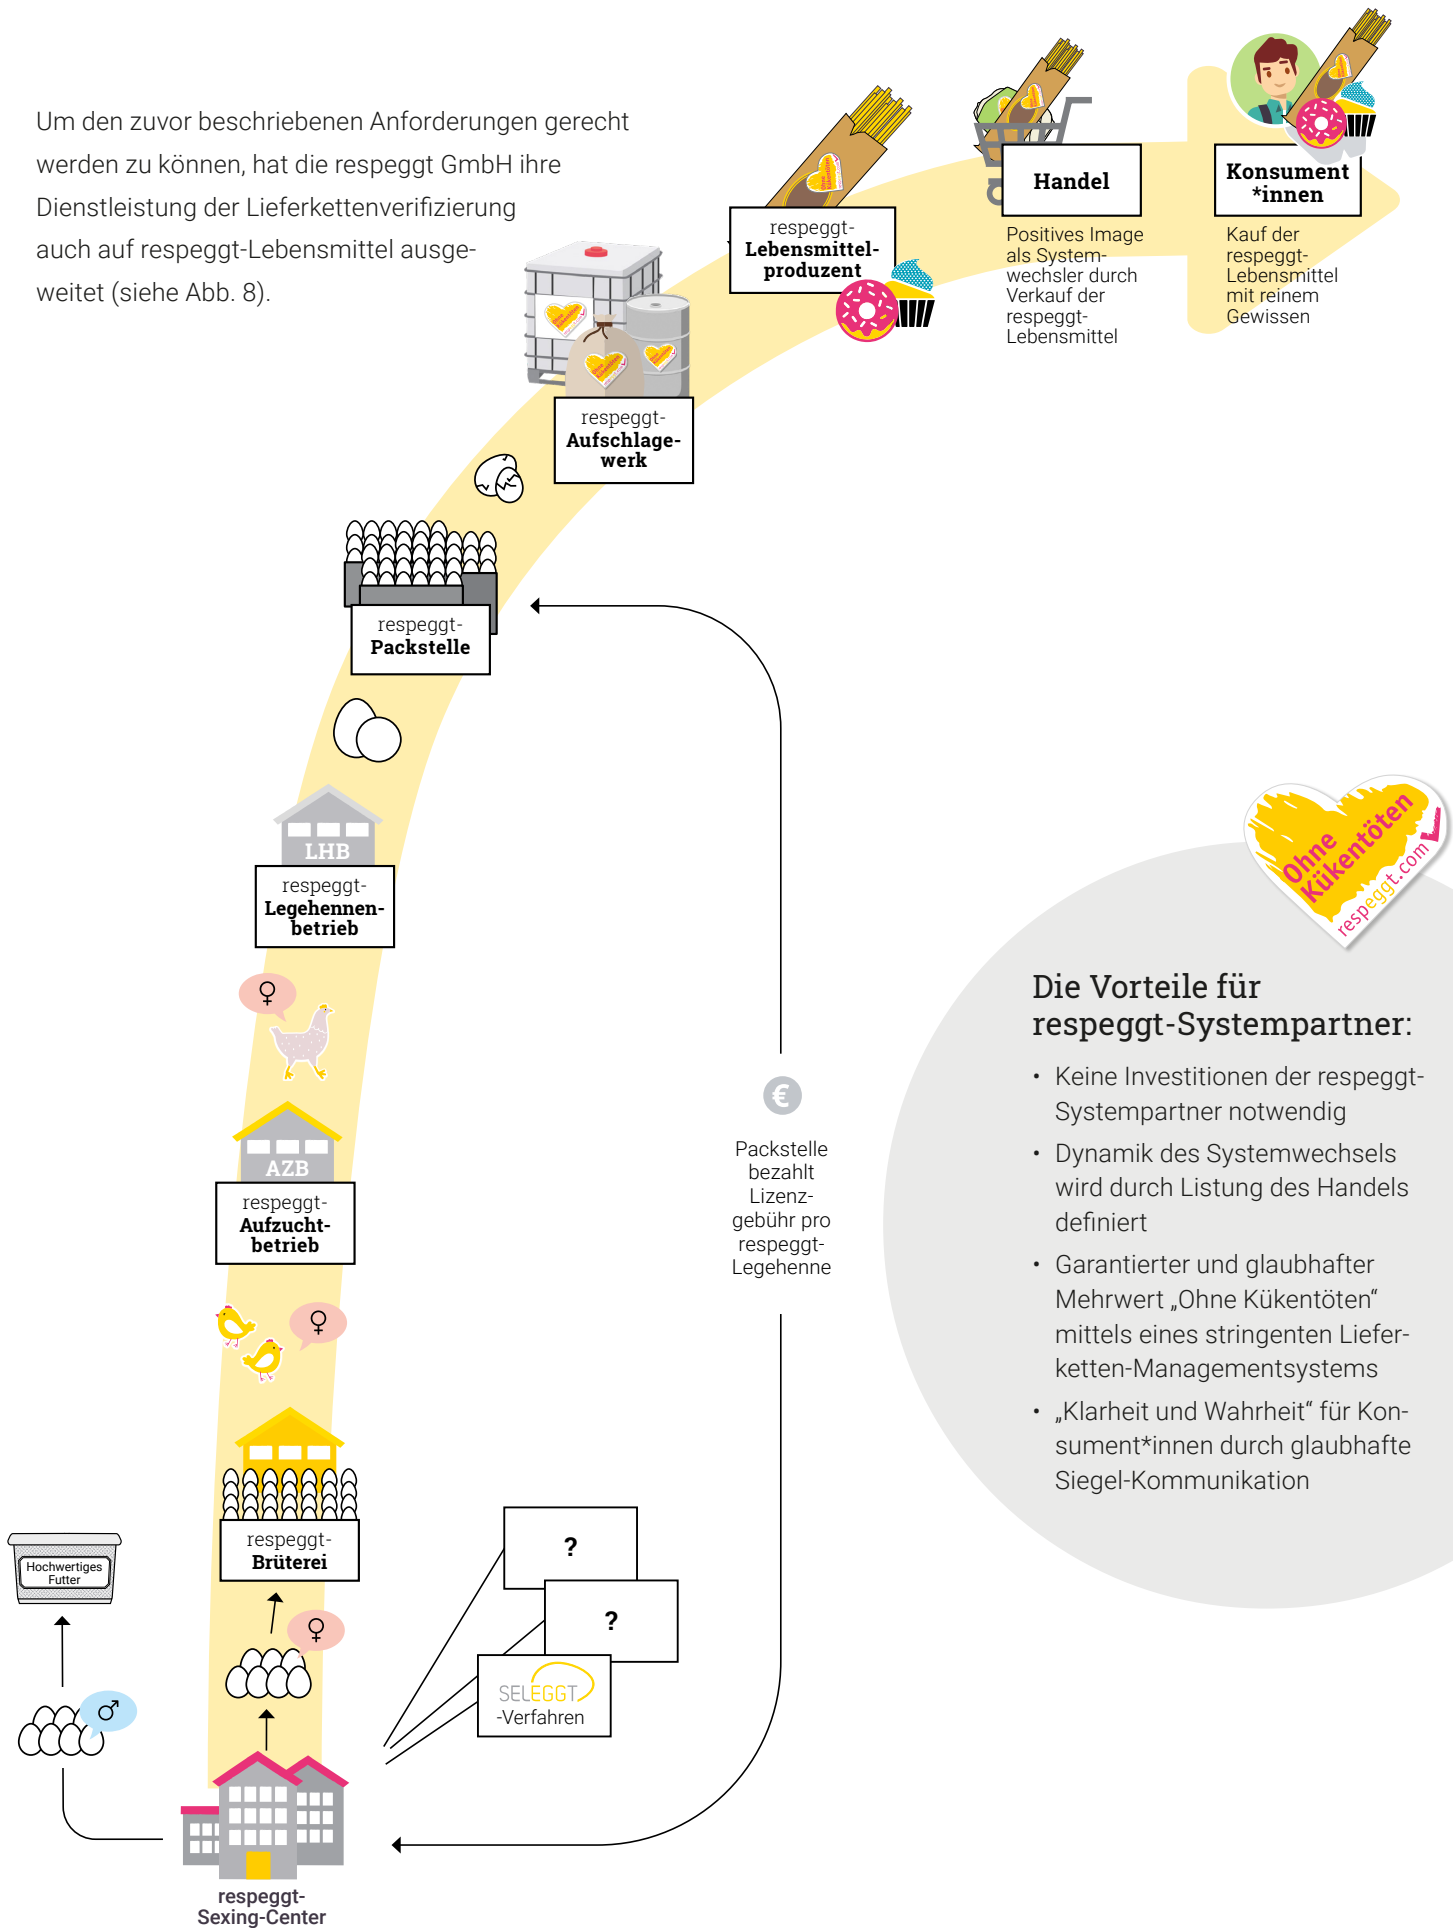 Um den zuvor beschriebenen Anforderungen gerecht
werden zu können, hat die respeggt GmbH ihre
Dienstleistung der Lieferkettenverifizierung
auch auf respeggt-Lebensmittel ausge-
weitet (siehe Abb. 8).
Konsument
*innen
Kauf der
respeggt-
Lebensmittel
mit reinem
Gewissen
Handel
Positives Image
als System-
wechsler durch
Verkauf der
respeggt-
Lebensmittel
respeggt-
Lebensmittel-
produzent
Ohne
Kükentöten
Ohne
Kükentöten
Ohne
Kükentöten
respeggt-
Aufschlage-
werk
respeggt-
Packstelle
LHB
respeggt-
Legehennen-
betrieb
♀
AZB
respeggt-
Aufzucht-
betrieb
♀
respeggt-
Brüterei
♀
Hochwertiges
Futter
♂
?
?
SELEGGT
-Verfahren
respeggt-
Sexing-Center
€
Packstelle
bezahlt
Lizenz-
gebühr pro
respeggt-
Legehenne
Ohne
Kükentöten
respeggt.com
Die Vorteile für
respeggt-Systempartner:
• Keine Investitionen der respeggt-
Systempartner notwendig
• Dynamik des Systemwechsels
wird durch Listung des Handels
definiert
• Garantierter und glaubhafter
Mehrwert „Ohne Kükentöten“
mittels eines stringenten Liefer-
ketten-Managementsystems
• „Klarheit und Wahrheit“ für Kon-
sument*innen durch glaubhafte
Siegel-Kommunikation